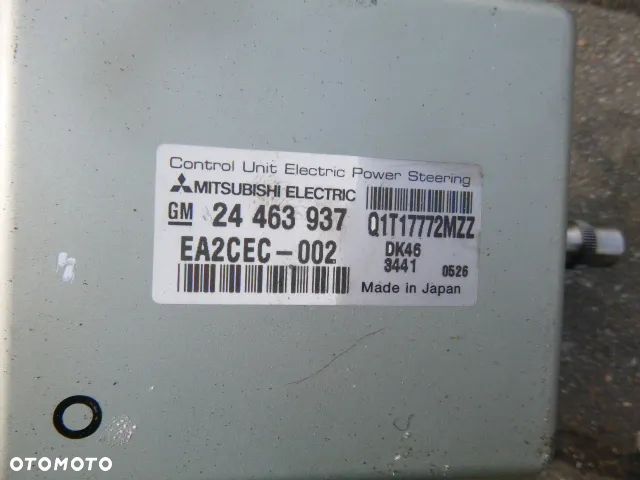 Control Unit Electric Power Steering
MITSUBISHI ELECTRIC
GM 24 463 937 Q1T17772MZZ
EA2CEC-002 DK46
3441 0526
Made in Japan
OTOMOTO